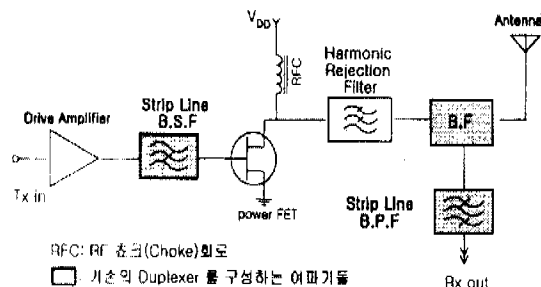 V_DD
RFC
Antenna
Harmonic
Rejection
Filter
Strip Line
B.S.F
Drive Amplifier
B.F
Tx in
power FET
Strip Line
B.P.F
Rx out
RFC: RF 쵸크(Choke)회로
기존의 Duplexer 를 구성하는 여파기들